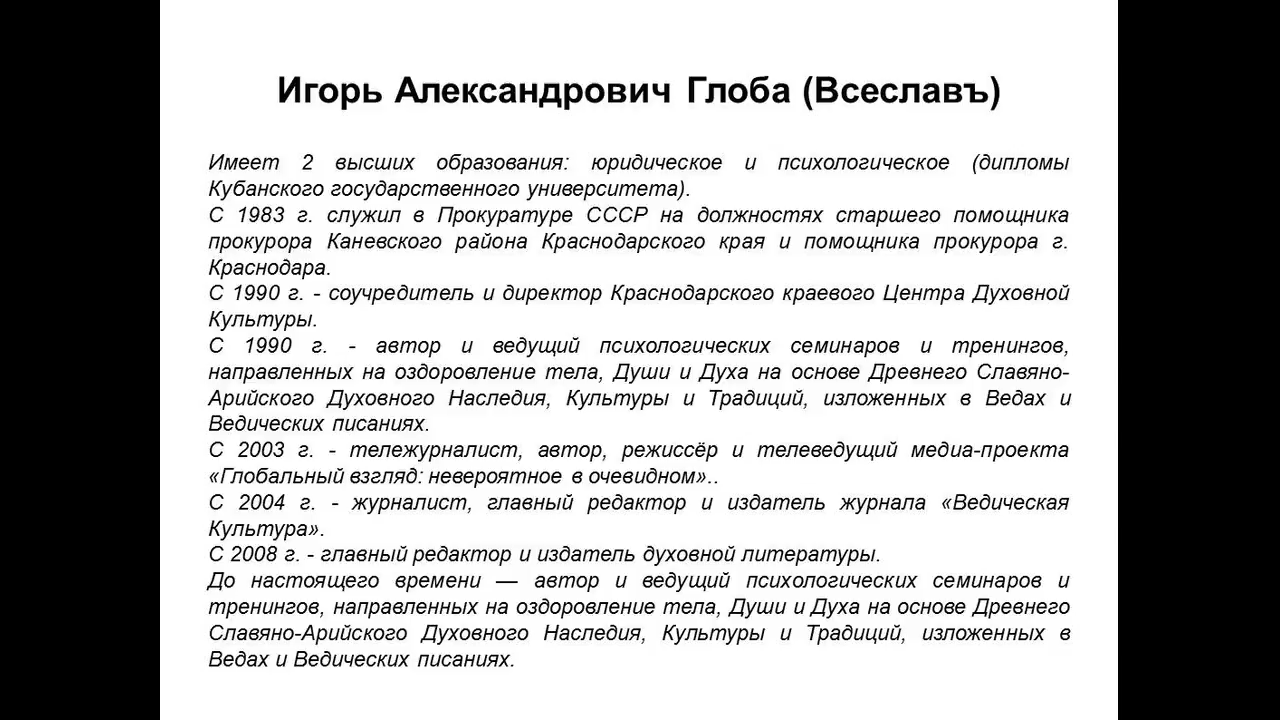 Игорь Александрович Глоба (Всеславъ)
Имеет 2 высших образования: юридическое и психологическое (дипломы
Кубанского государственного университета).
С 1983 г. служил в Прокуратуре СССР на должностях старшего помощника
прокурора Каневского района Краснодарского края и помощника прокурора г.
Краснодара.
С 1990 г. - соучредитель и директор Краснодарского краевого Центра Духовной
Культуры.
С 1990 г. - автор и ведущий психологических семинаров и тренингов,
направленных на оздоровление тела, Души и Духа на основе Древнего Славяно-
Арийского Духовного Наследия, Культуры и Традиций, изложенных в Ведах и
Ведических писаниях.
С 2003 г. - тележурналист, автор, режиссёр и телеведущий медиа-проекта
«Глобальный взгляд: невероятное в очевидном»..
С 2004 г. - журналист, главный редактор и издатель журнала «Ведическая
Культура».
С 2008 г. - главный редактор и издатель духовной литературы.
До настоящего времени — автор и ведущий психологических семинаров и
тренингов, направленных на оздоровление тела, Души и Духа на основе Древнего
Славяно-Арийского Духовного Наследия, Культуры и Традиций, изложенных в
Ведах и Ведических писаниях.